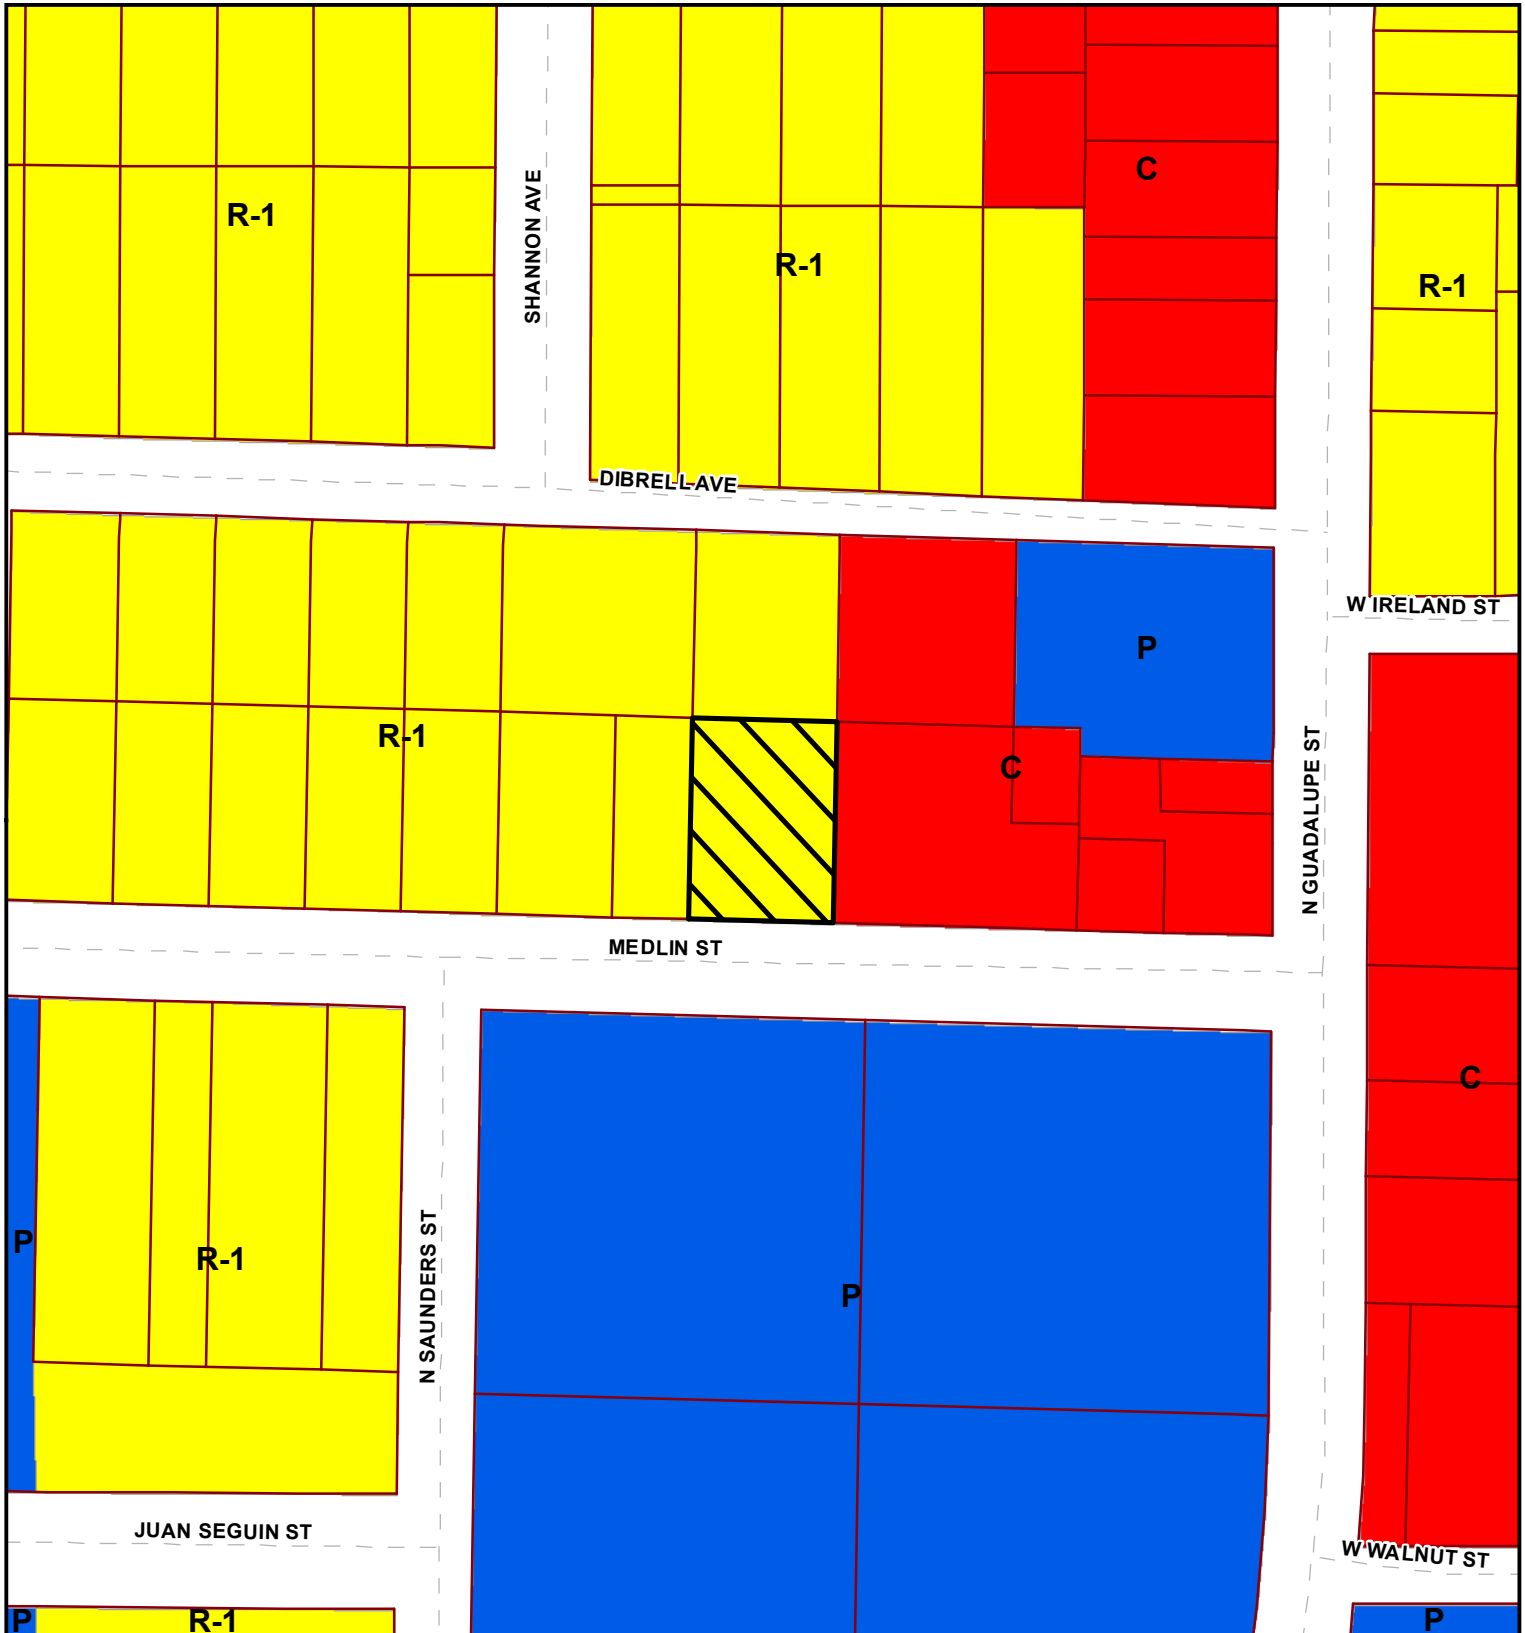 C
R-1
SHANNON AVE
R-1
R-1
DIBRELL AVE
W IRELAND ST
P
R-1
C
N GUADALUPE ST
MEDLIN ST
C
P
R-1
N SAUNDERS ST
P
JUAN SEGUIN ST
W WALNUT ST
P
R-1
P